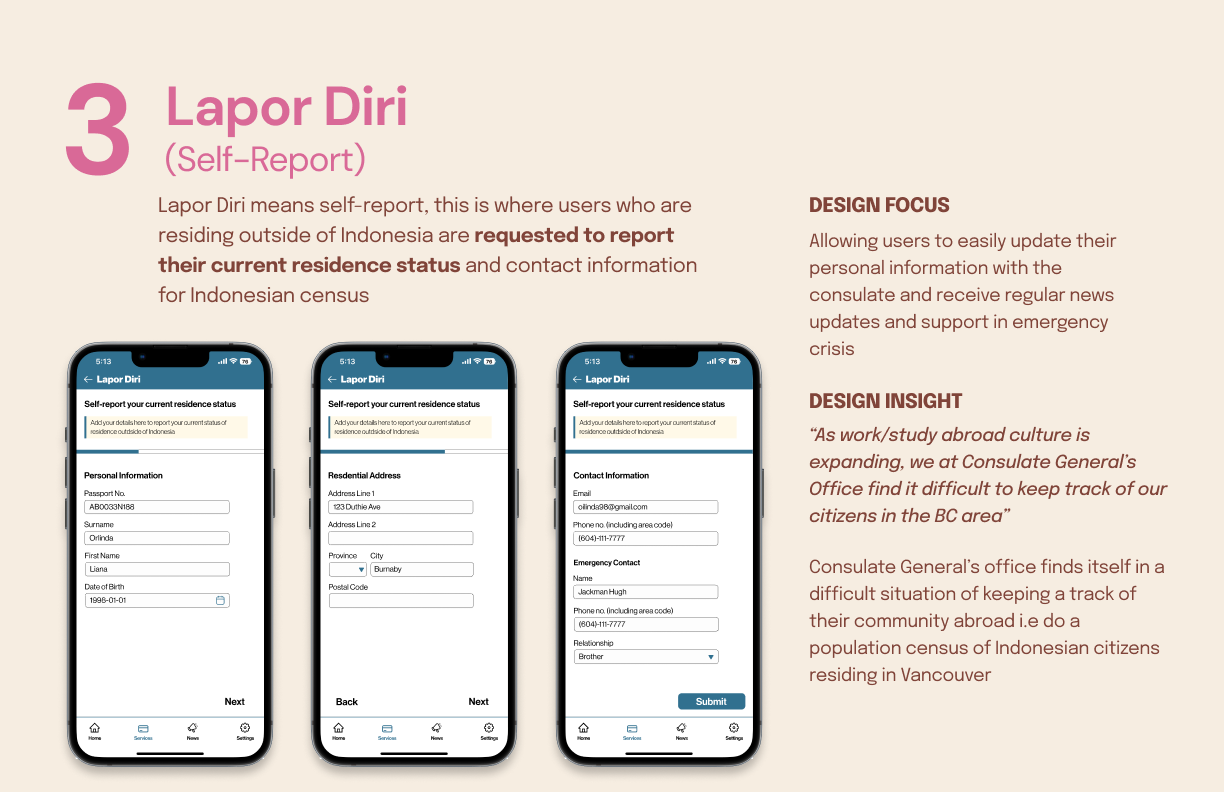 3
Lapor Diri
(Self-Report)
Lapor Diri means self-report, this is where users who are
residing outside of Indonesia are requested to report
their current residence status and contact information
for Indonesian census
DESIGN FOCUS
Allowing users to easily update their
personal information with the
consulate and receive regular news
updates and support in emergency
crisis
DESIGN INSIGHT
“As work/study abroad culture is
expanding, we at Consulate General’s
Office find it difficult to keep track of our
citizens in the BC area”
Consulate General’s office finds itself in a
difficult situation of keeping a track of
their community abroad i.e do a
population census of Indonesian citizens
residing in Vancouver
5:13
76
Lapor Diri
Self-report your current residence status
Add your details here to report your current status of
residence outdside of Indonesia
Personal Information
Passport No.
AB0033N188
Surname
Orlinda
First Name
Liana
Date of Birth
1998-01-01
Next
Home
Services
News
Settings
5:13
76
Lapor Diri
Self-report your current residence status
Add your details here to report your current status of
residence outdside of Indonesia
Resdential Address
Address Line 1
123 Duthie Ave
Address Line 2
Province City
Burnaby
Postal Code
Back Next
Home
Services
News
Settings
5:13
76
Lapor Diri
Self-report your current residence status
Add your details here to report your current status of
residence outdside of Indonesia
Contact Information
Email
oilinda98@gmail.com
Phone no. (including area code)
(604)-111-7777
Emergency Contact
Name
Jackman Hugh
Phone no. (including area code)
(604)-111-7777
Relationship
Brother
Submit
Home
Services
News
Settings